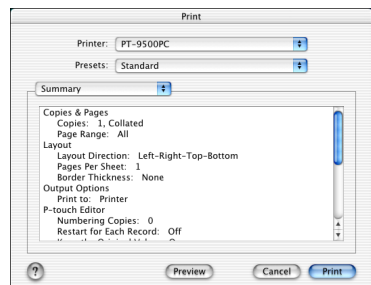 Print
Printer: PT-9500PC
Presets: Standard
Summary
Copies & Pages
Copies: 1, Collated
Page Range: All
Layout
Layout Direction: Left-Right-Top-Bottom
Pages Per Sheet: 1
Border Thickness: None
Output Options
Print to: Printer
P-touch Editor
Numbering Copies: 0
Restart for Each Record: Off
? Preview Cancel Print